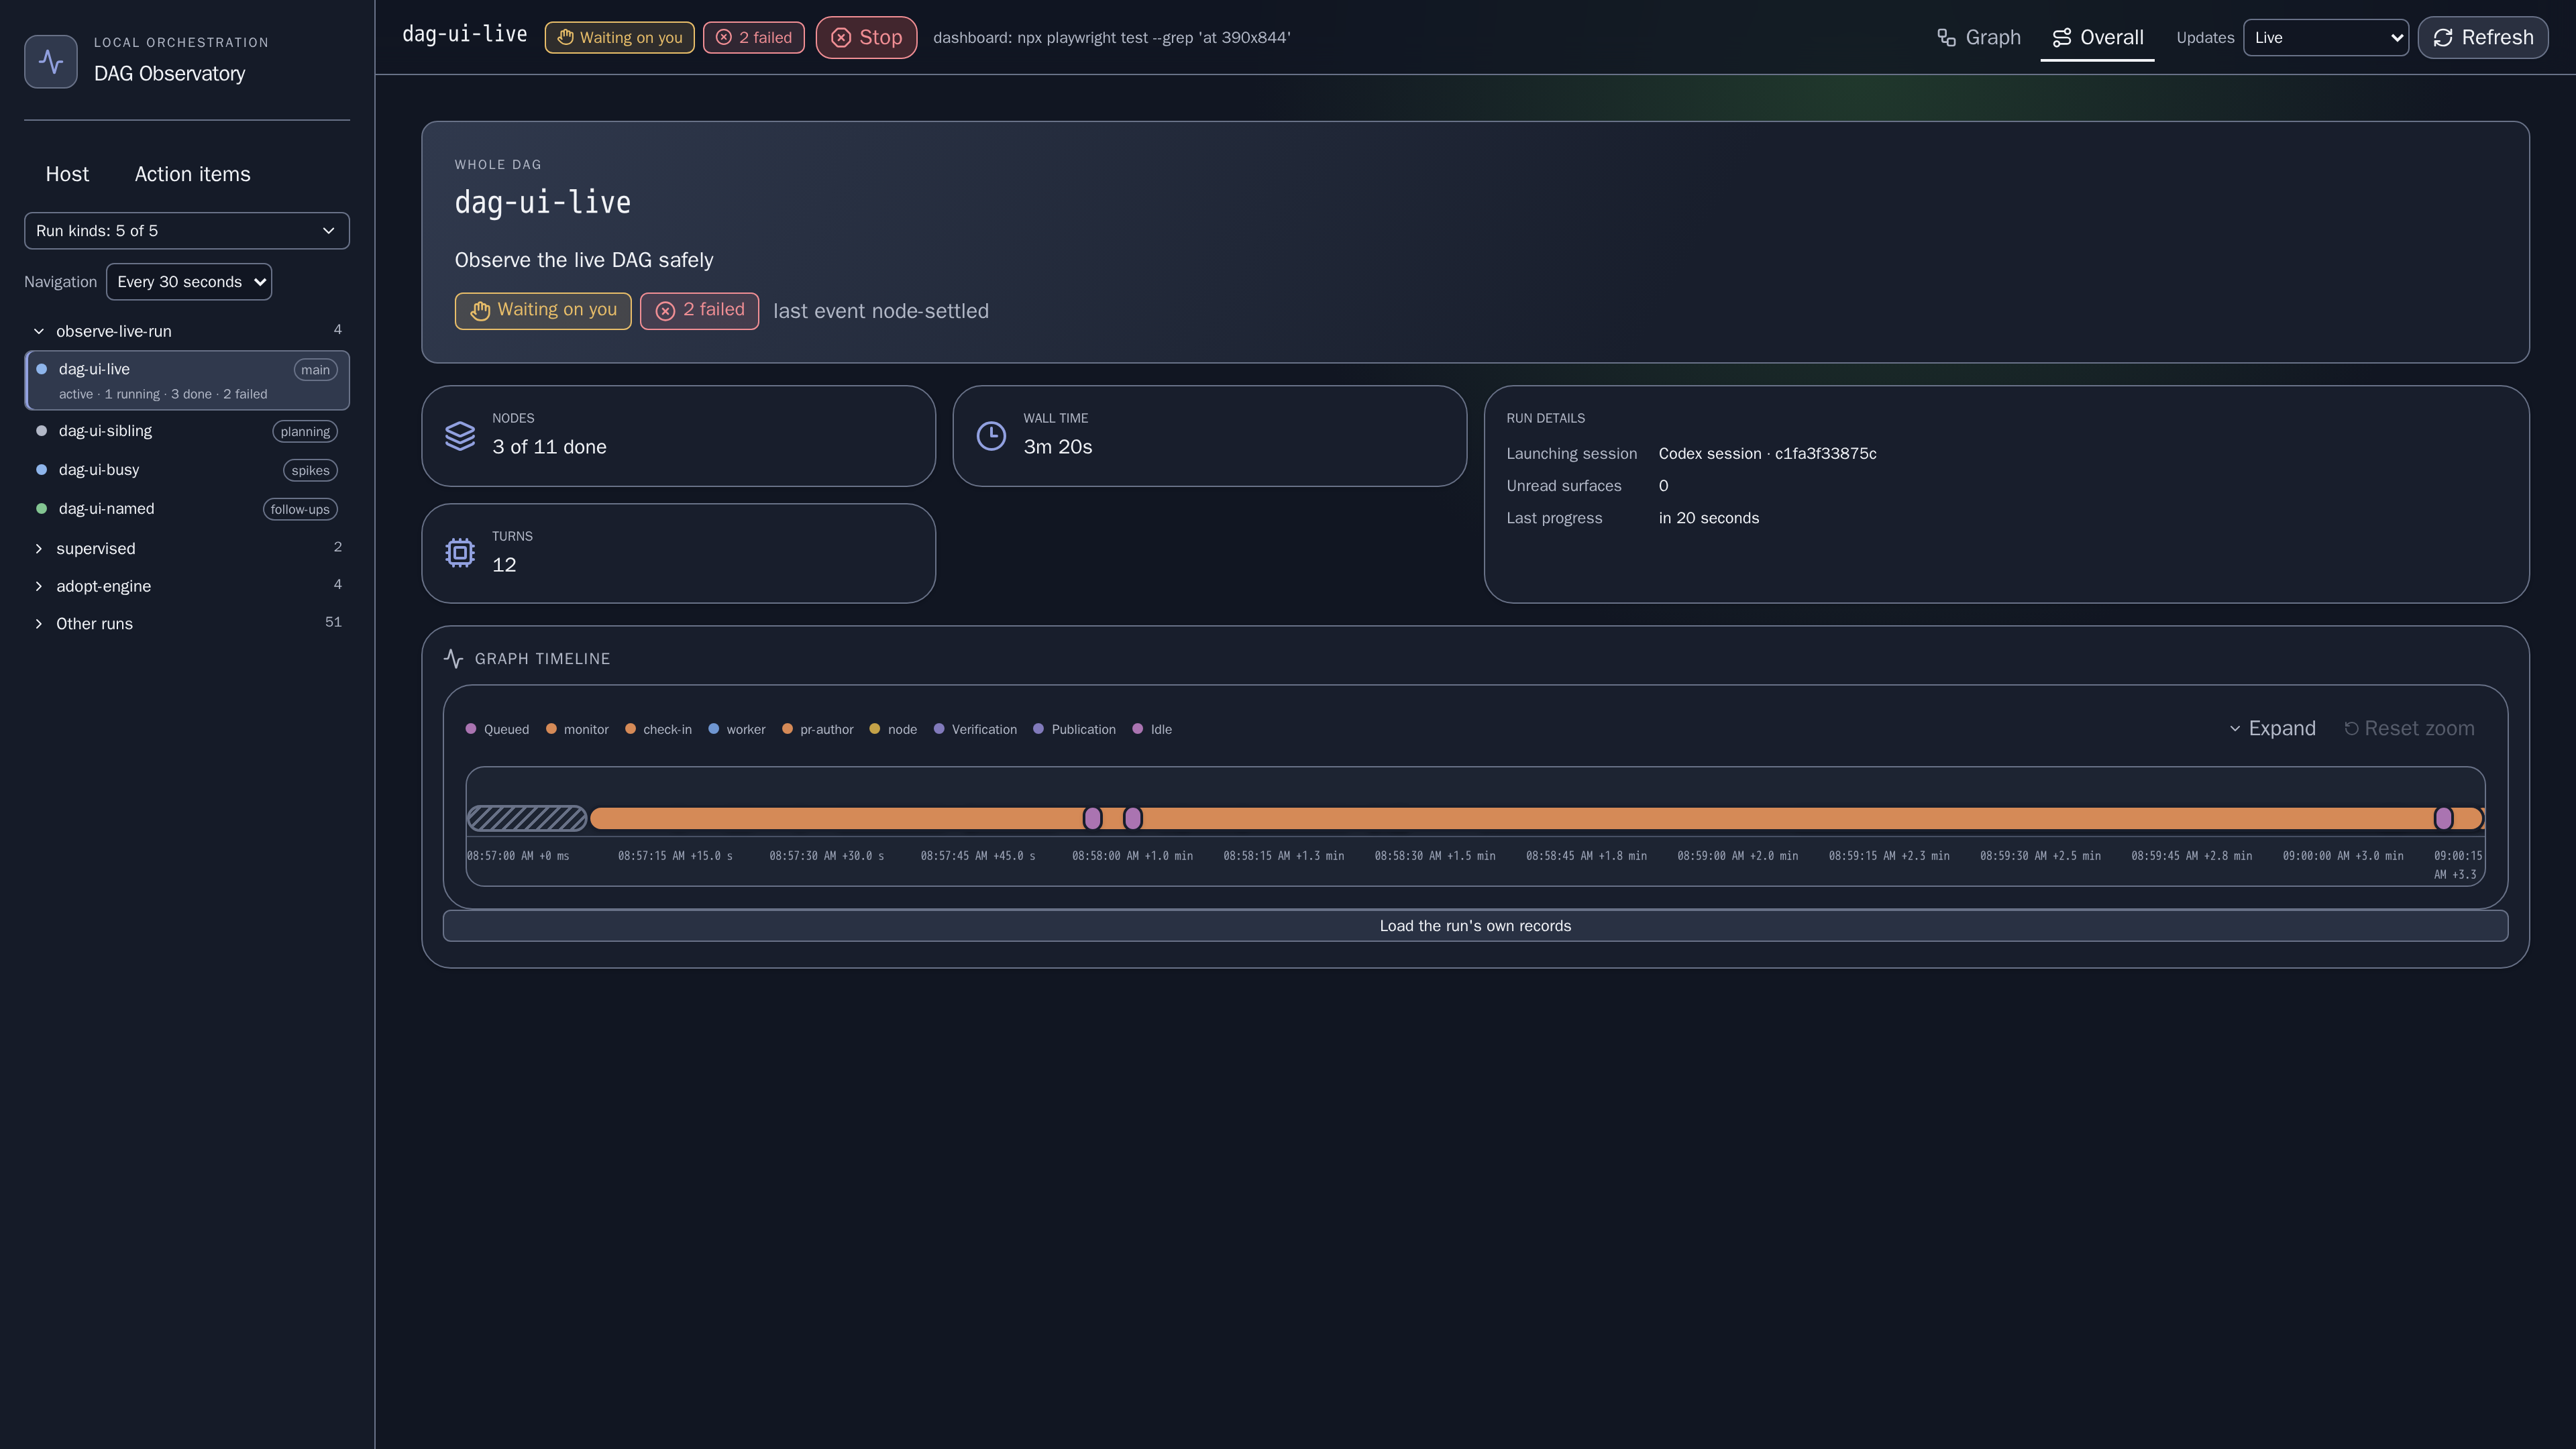 LOCAL ORCHESTRATION
DAG Observatory
Host
Action items
Run kinds: 5 of 5
Navigation
Every 30 seconds
observe-live-run 4
dag-ui-live main
active · 1 running · 3 done · 2 failed
dag-ui-sibling planning
dag-ui-busy spikes
dag-ui-named follow-ups
supervised 2
adopt-engine 4
Other runs 51
dag-ui-live Waiting on you 2 failed Stop dashboard: npx playwright test --grep 'at 390x844'
Graph Overall Updates Live Refresh
WHOLE DAG
dag-ui-live
Observe the live DAG safely
Waiting on you 2 failed last event node-settled
NODES
3 of 11 done
WALL TIME
3m 20s
TURNS
12
RUN DETAILS
Launching session Codex session · c1fa3f33875c
Unread surfaces 0
Last progress in 20 seconds
GRAPH TIMELINE
Queued monitor check-in worker pr-author node Verification Publication Idle
Expand Reset zoom
08:57:00 AM +0 ms 08:57:15 AM +15.0 s 08:57:30 AM +30.0 s 08:57:45 AM +45.0 s 08:58:00 AM +1.0 min 08:58:15 AM +1.3 min 08:58:30 AM +1.5 min 08:58:45 AM +1.8 min 08:59:00 AM +2.0 min 08:59:15 AM +2.3 min 08:59:30 AM +2.5 min 08:59:45 AM +2.8 min 09:00:00 AM +3.0 min 09:00:15
AM +3.3
Load the run's own records